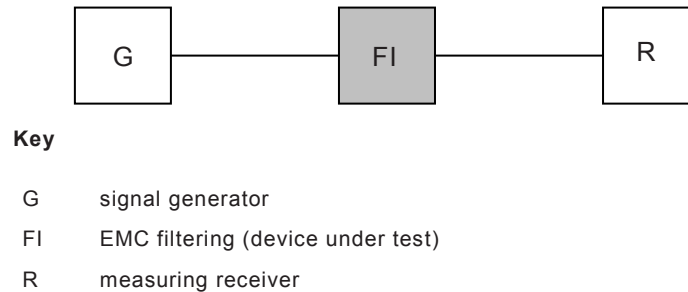 G FI R
Key
G signal generator
FI EMC filtering (device under test)
R measuring receiver